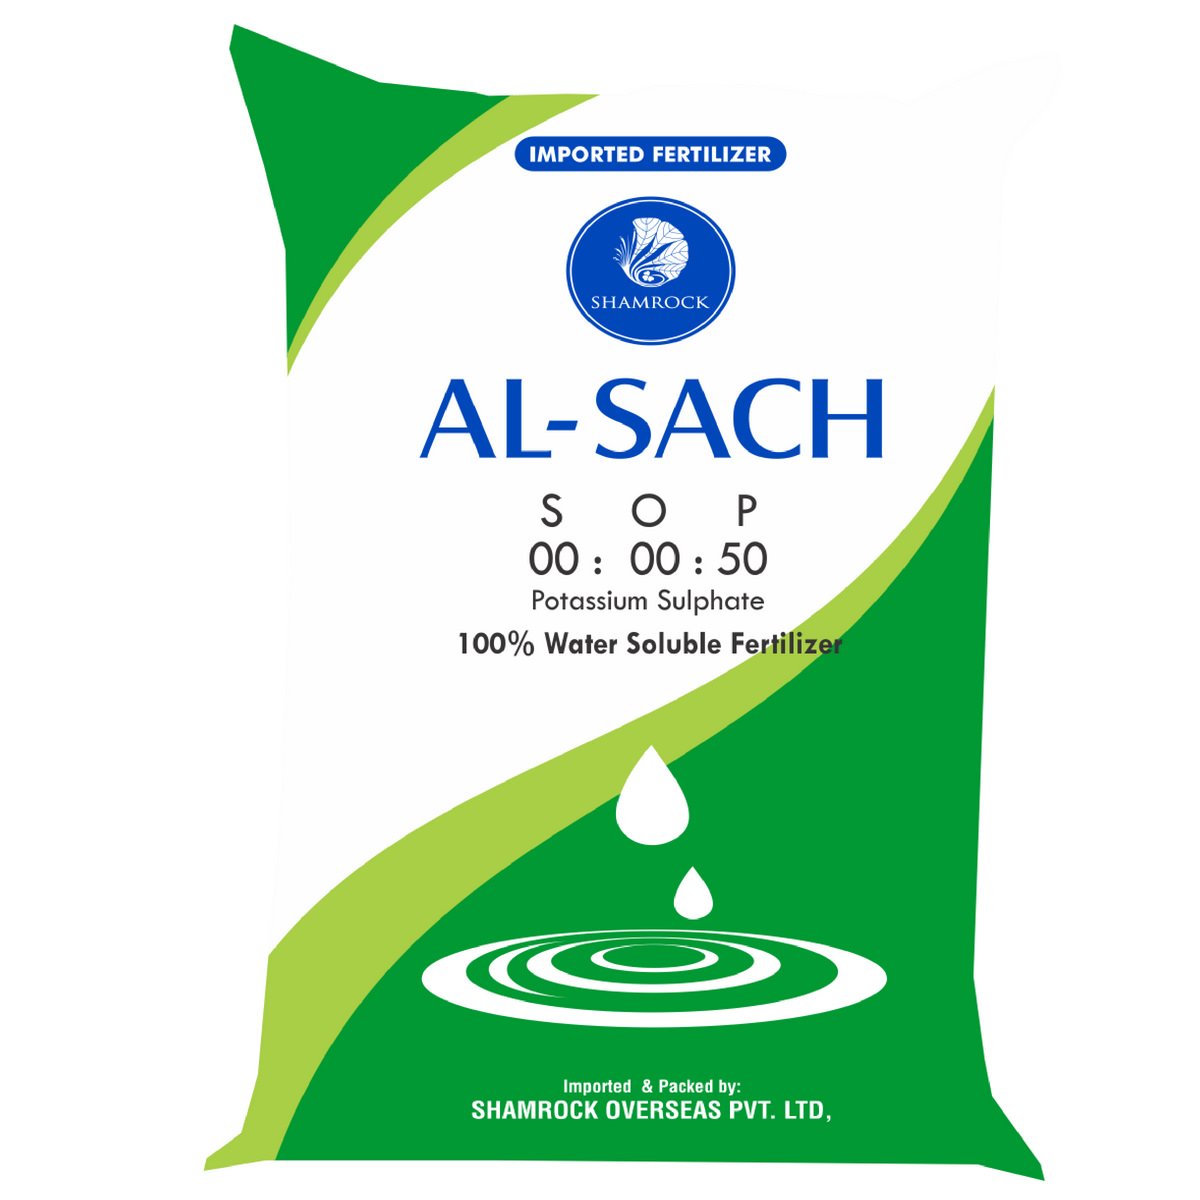 IMPORTED FERTILIZER
SHAMROCK
AL-SACH
S O P
00 : 00 : 50
Potassium Sulphate
100% Water Soluble Fertilizer
Imported & Packed by:
SHAMROCK OVERSEAS PVT. LTD,